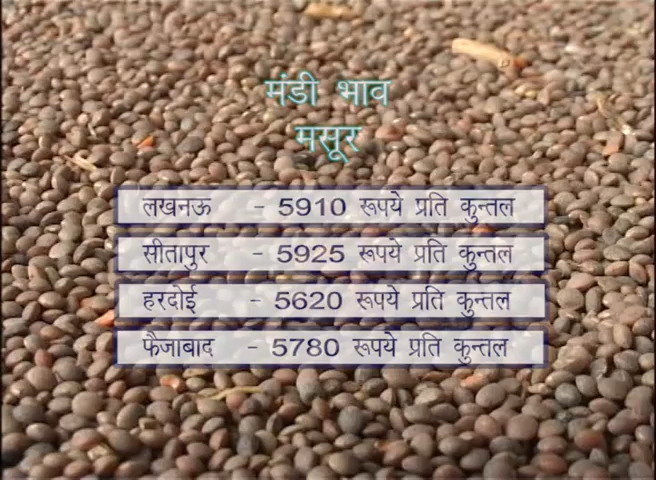 मंडी भाव
मसूर
लखनऊ - 5910 रूपये प्रति कुन्तल
सीतापुर - 5925 रूपये प्रति कुन्तल
हरदोई - 5620 रूपये प्रति कुन्तल
फैजाबाद - 5780 रूपये प्रति कुन्तल